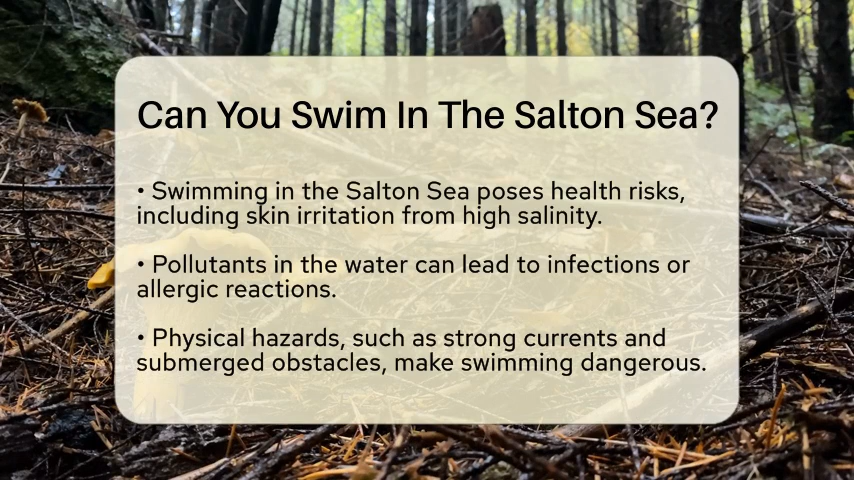 Can You Swim In The Salton Sea?
• Swimming in the Salton Sea poses health risks,
including skin irritation from high salinity.
• Pollutants in the water can lead to infections or
allergic reactions.
• Physical hazards, such as strong currents and
submerged obstacles, make swimming dangerous.